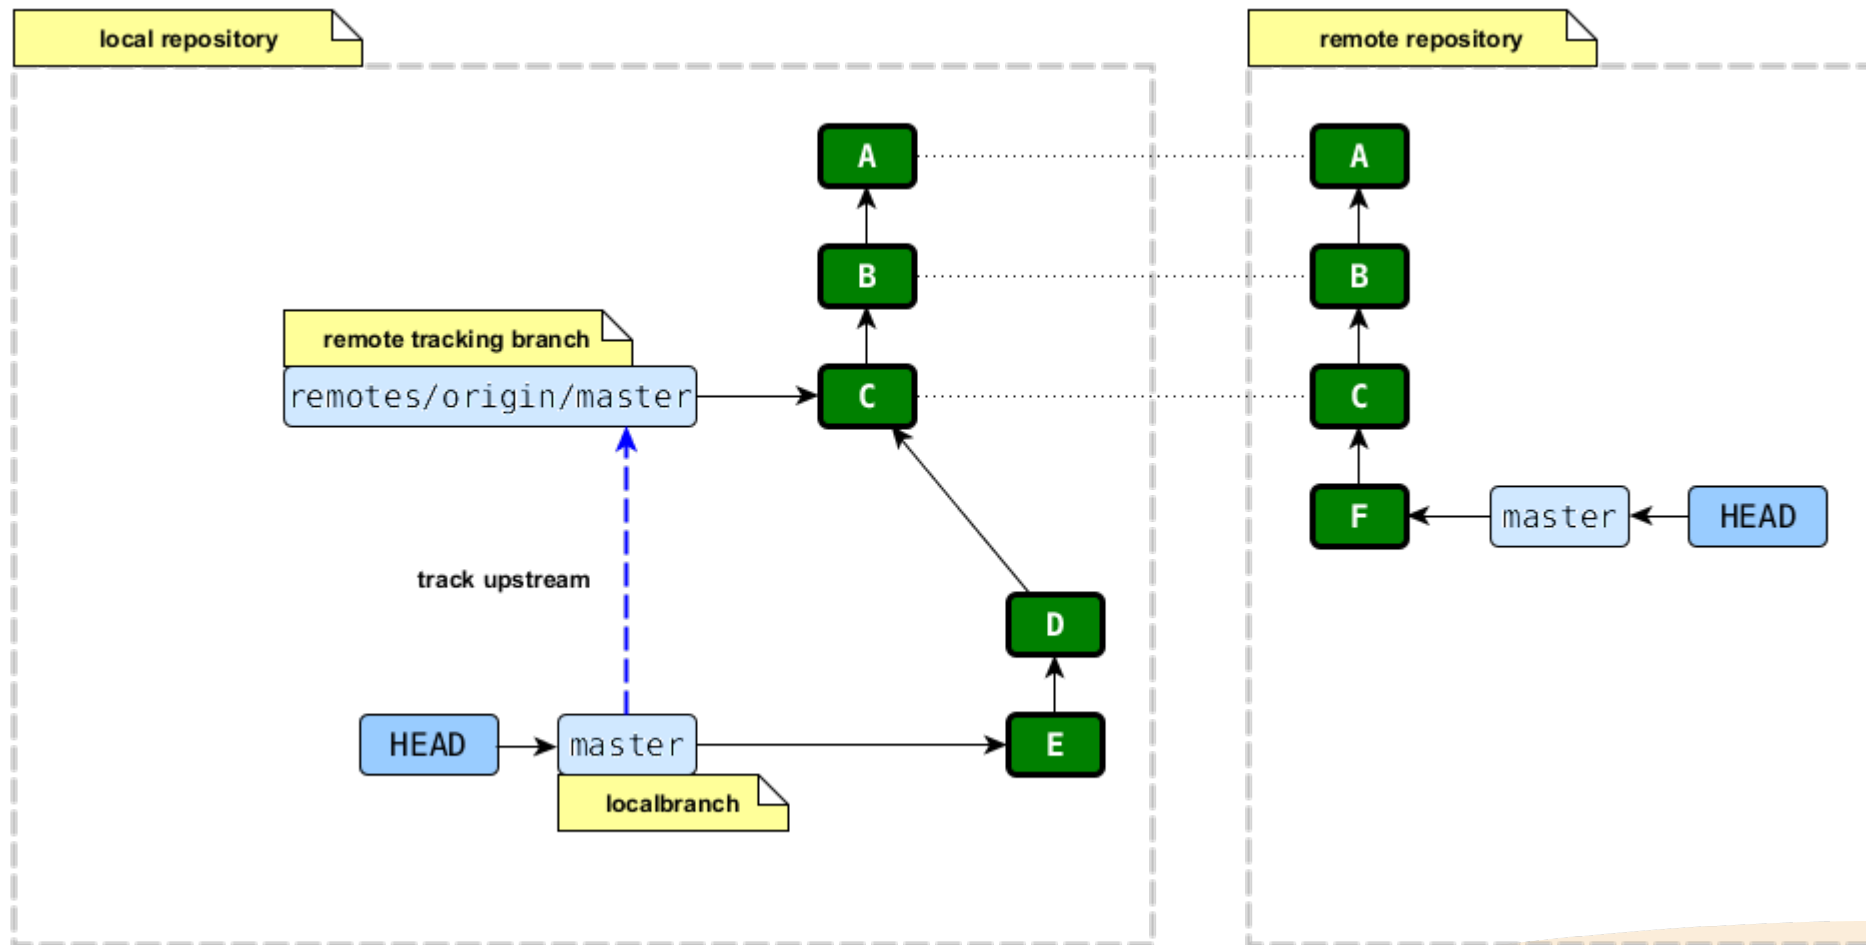 local repository
remote repository
A
A
B
B
remote tracking branch
remotes/origin/master
C
C
F
master
HEAD
track upstream
D
HEAD
master
E
localbranch